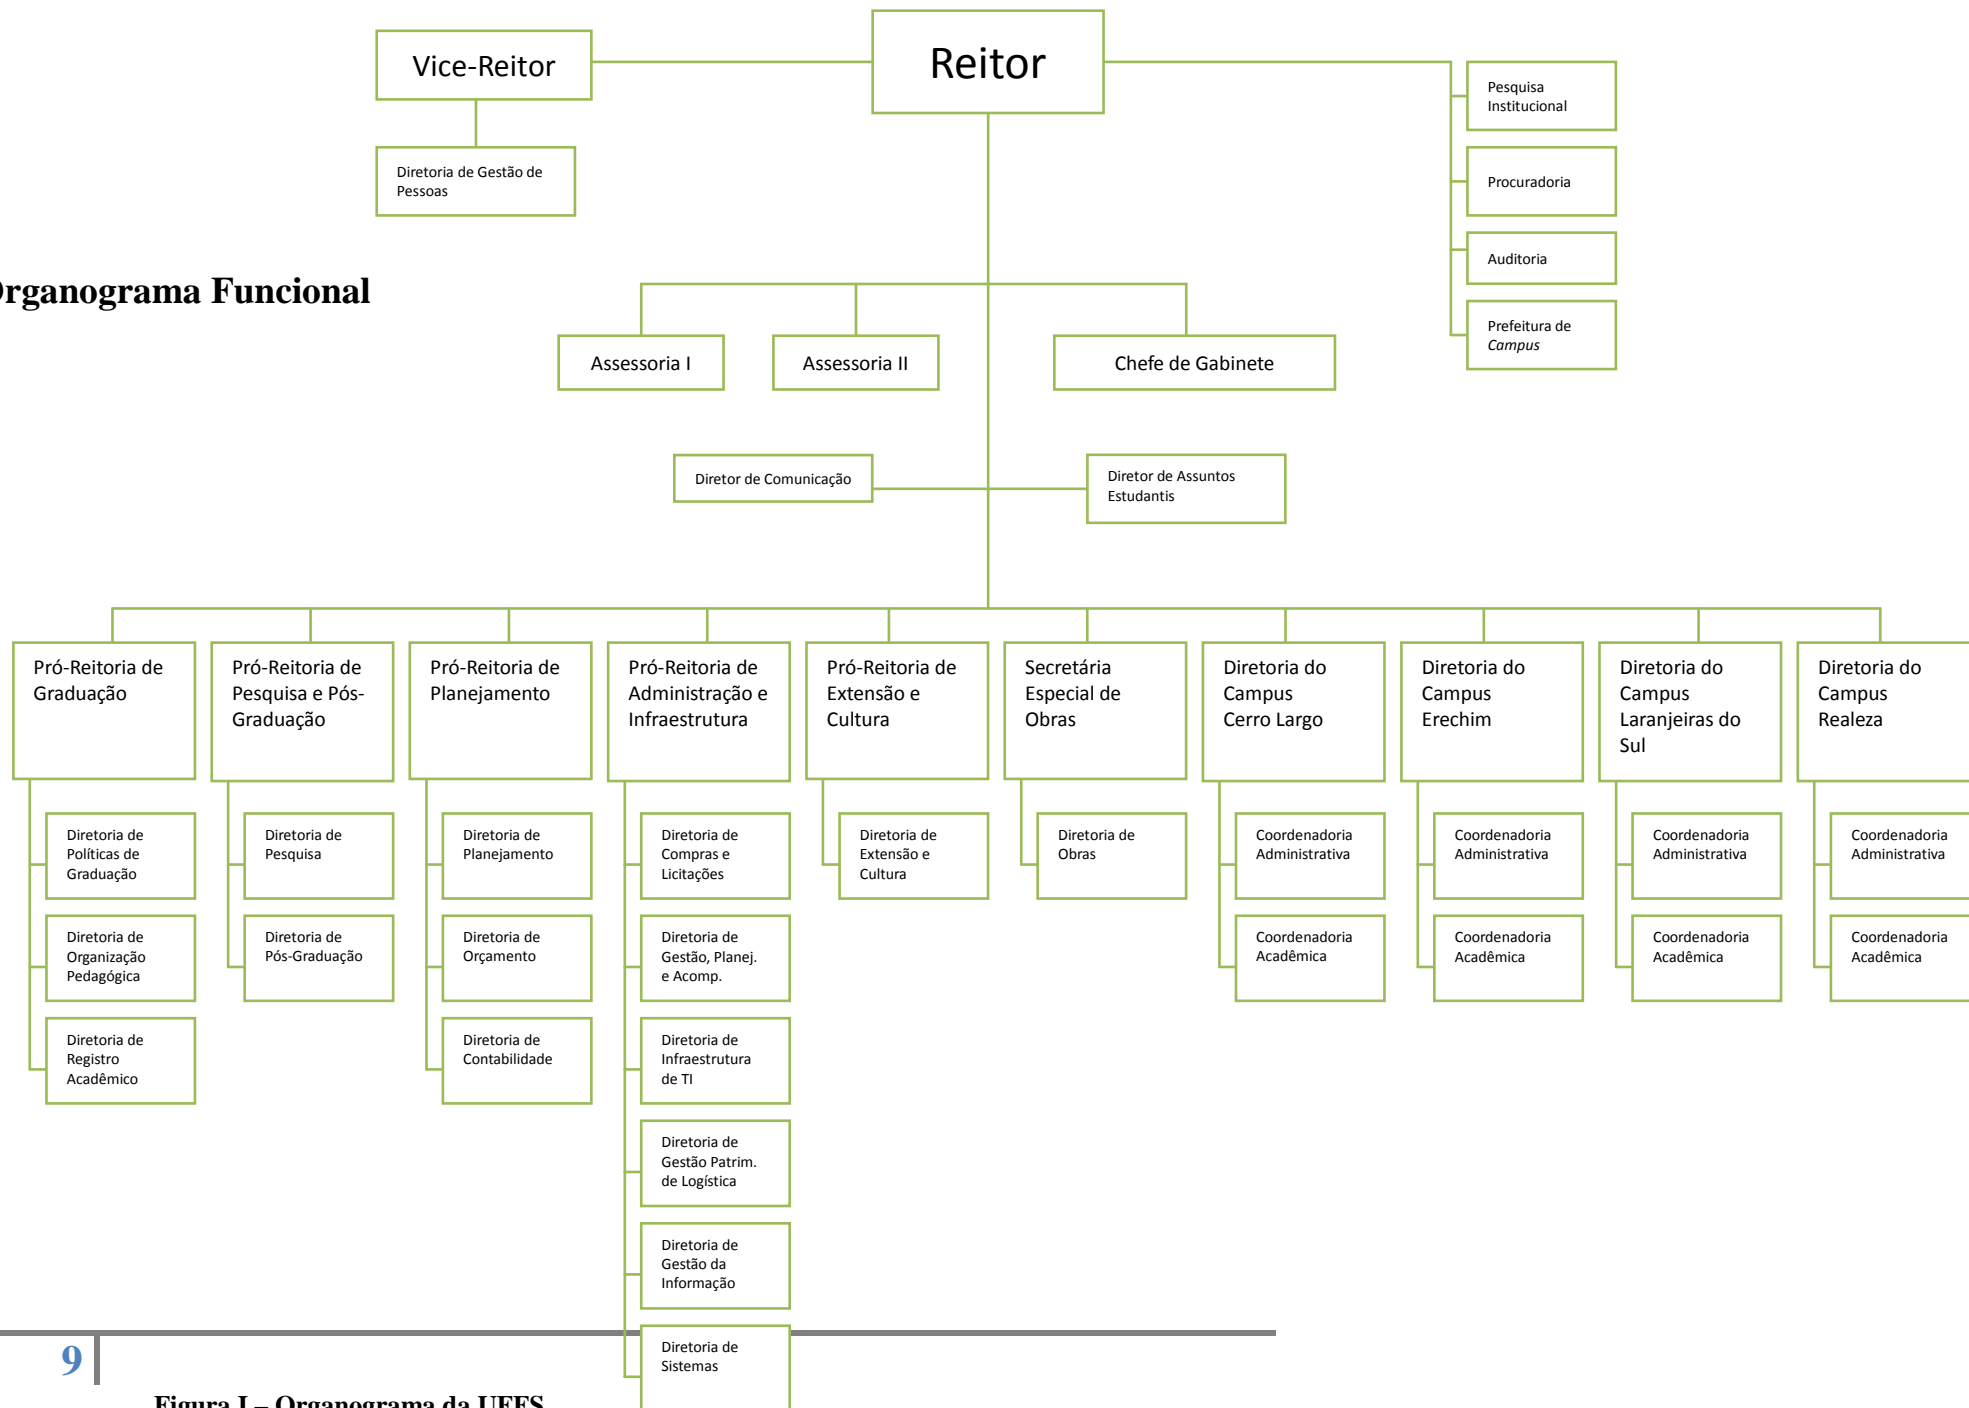 Reitor
Vice-Reitor
Diretoria de Gestão de
Pessoas
Pesquisa
Institucional
Procuradoria
Auditoria
Prefeitura de
Campus
Organograma Funcional
Assessoria I
Assessoria II
Chefe de Gabinete
Diretor de Comunicação
Diretor de Assuntos
Estudantis
Pró-Reitoria de
Graduação
Diretoria de
Políticas de
Graduação
Diretoria de
Organização
Pedagógica
Diretoria de
Registro
Acadêmico
Pró-Reitoria de
Pesquisa e Pós-
Graduação
Diretoria de
Pesquisa
Diretoria de
Pós-Graduação
Pró-Reitoria de
Planejamento
Diretoria de
Planejamento
Diretoria de
Orçamento
Diretoria de
Contabilidade
Pró-Reitoria de
Administração e
Infraestrutura
Diretoria de
Compras e
Licitações
Diretoria de
Gestão, Planej.
e Acomp.
Diretoria de
Infraestrutura
de TI
Diretoria de
Gestão Patrim.
de Logística
Diretoria de
Gestão da
Informação
Diretoria de
Sistemas
Pró-Reitoria de
Extensão e
Cultura
Diretoria de
Extensão e
Cultura
Secretária
Especial de
Obras
Diretoria de
Obras
Diretoria do
Campus
Cerro Largo
Coordenadoria
Administrativa
Coordenadoria
Acadêmica
Diretoria do
Campus
Erechim
Coordenadoria
Administrativa
Coordenadoria
Acadêmica
Diretoria do
Campus
Laranjeiras do
Sul
Coordenadoria
Administrativa
Coordenadoria
Acadêmica
Diretoria do
Campus
Realeza
Coordenadoria
Administrativa
Coordenadoria
Acadêmica
9
Figura I – Organograma da UFFS